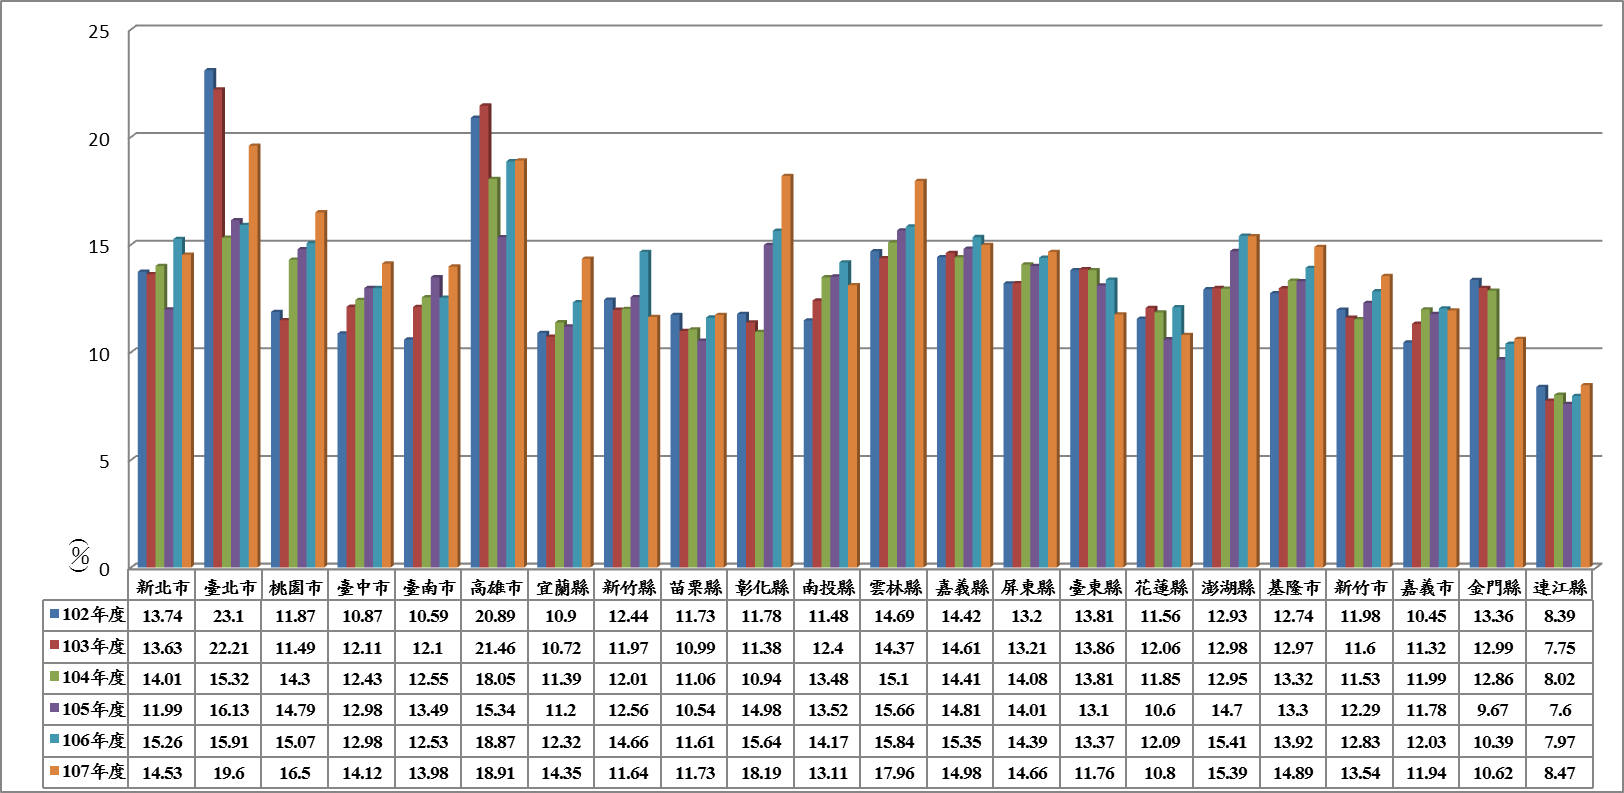 25
20
15
10
5
0
(%)
新北市 臺北市 桃園市 臺中市 臺南市 高雄市 宜蘭縣 新竹縣 苗栗縣 彰化縣 南投縣 雲林縣 嘉義縣 屏東縣 臺東縣 花蓮縣 澎湖縣 基隆市 新竹市 嘉義市 金門縣 連江縣
102年度 13.74 23.1 11.87 10.87 10.59 20.89 10.9 12.44 11.73 11.78 11.48 14.69 14.42 13.2 13.81 11.56 12.93 12.74 11.98 10.45 13.36 8.39
103年度 13.63 22.21 11.49 12.11 12.1 21.46 10.72 11.97 10.99 11.38 12.4 14.37 14.61 13.21 13.86 12.06 12.98 12.97 11.6 11.32 12.99 7.75
104年度 14.01 15.32 14.3 12.43 12.55 18.05 11.39 12.01 11.06 10.94 13.48 15.1 14.41 14.08 13.81 11.85 12.95 13.32 11.53 11.99 12.86 8.02
105年度 11.99 16.13 14.79 12.98 13.49 15.34 11.2 12.56 10.54 14.98 13.52 15.66 14.81 14.01 13.1 10.6 14.7 13.3 12.29 11.78 9.67 7.6
106年度 15.26 15.91 15.07 12.98 12.53 18.87 12.32 14.66 11.61 15.64 14.17 15.84 15.35 14.39 13.37 12.09 15.41 13.92 12.83 12.03 10.39 7.97
107年度 14.53 19.6 16.5 14.12 13.98 18.91 14.35 11.64 11.73 18.19 13.11 17.96 14.98 14.66 11.76 10.8 15.39 14.89 13.54 11.94 10.62 8.47